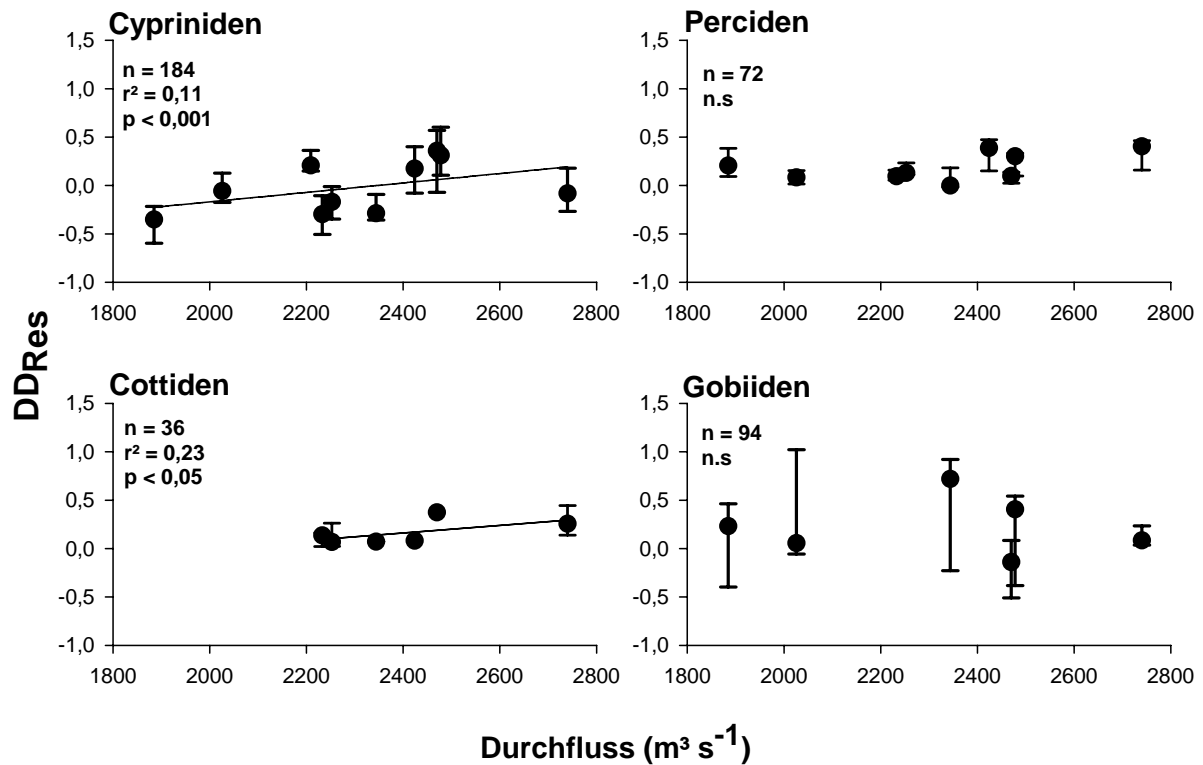 Cypriniden
1,5
1,0
0,5
0,0
-0,5
-1,0
n = 184
r² = 0,11
p < 0,001
1800 2000 2200 2400 2600 2800
Perciden
1,5
1,0
0,5
0,0
-0,5
-1,0
n = 72
n.s
1800 2000 2200 2400 2600 2800
DDRes
Cottiden
1,5
1,0
0,5
0,0
-0,5
-1,0
n = 36
r² = 0,23
p < 0,05
1800 2000 2200 2400 2600 2800
Gobiiden
1,5
1,0
0,5
0,0
-0,5
-1,0
n = 94
n.s
1800 2000 2200 2400 2600 2800
Durchfluss (m³ s-1)